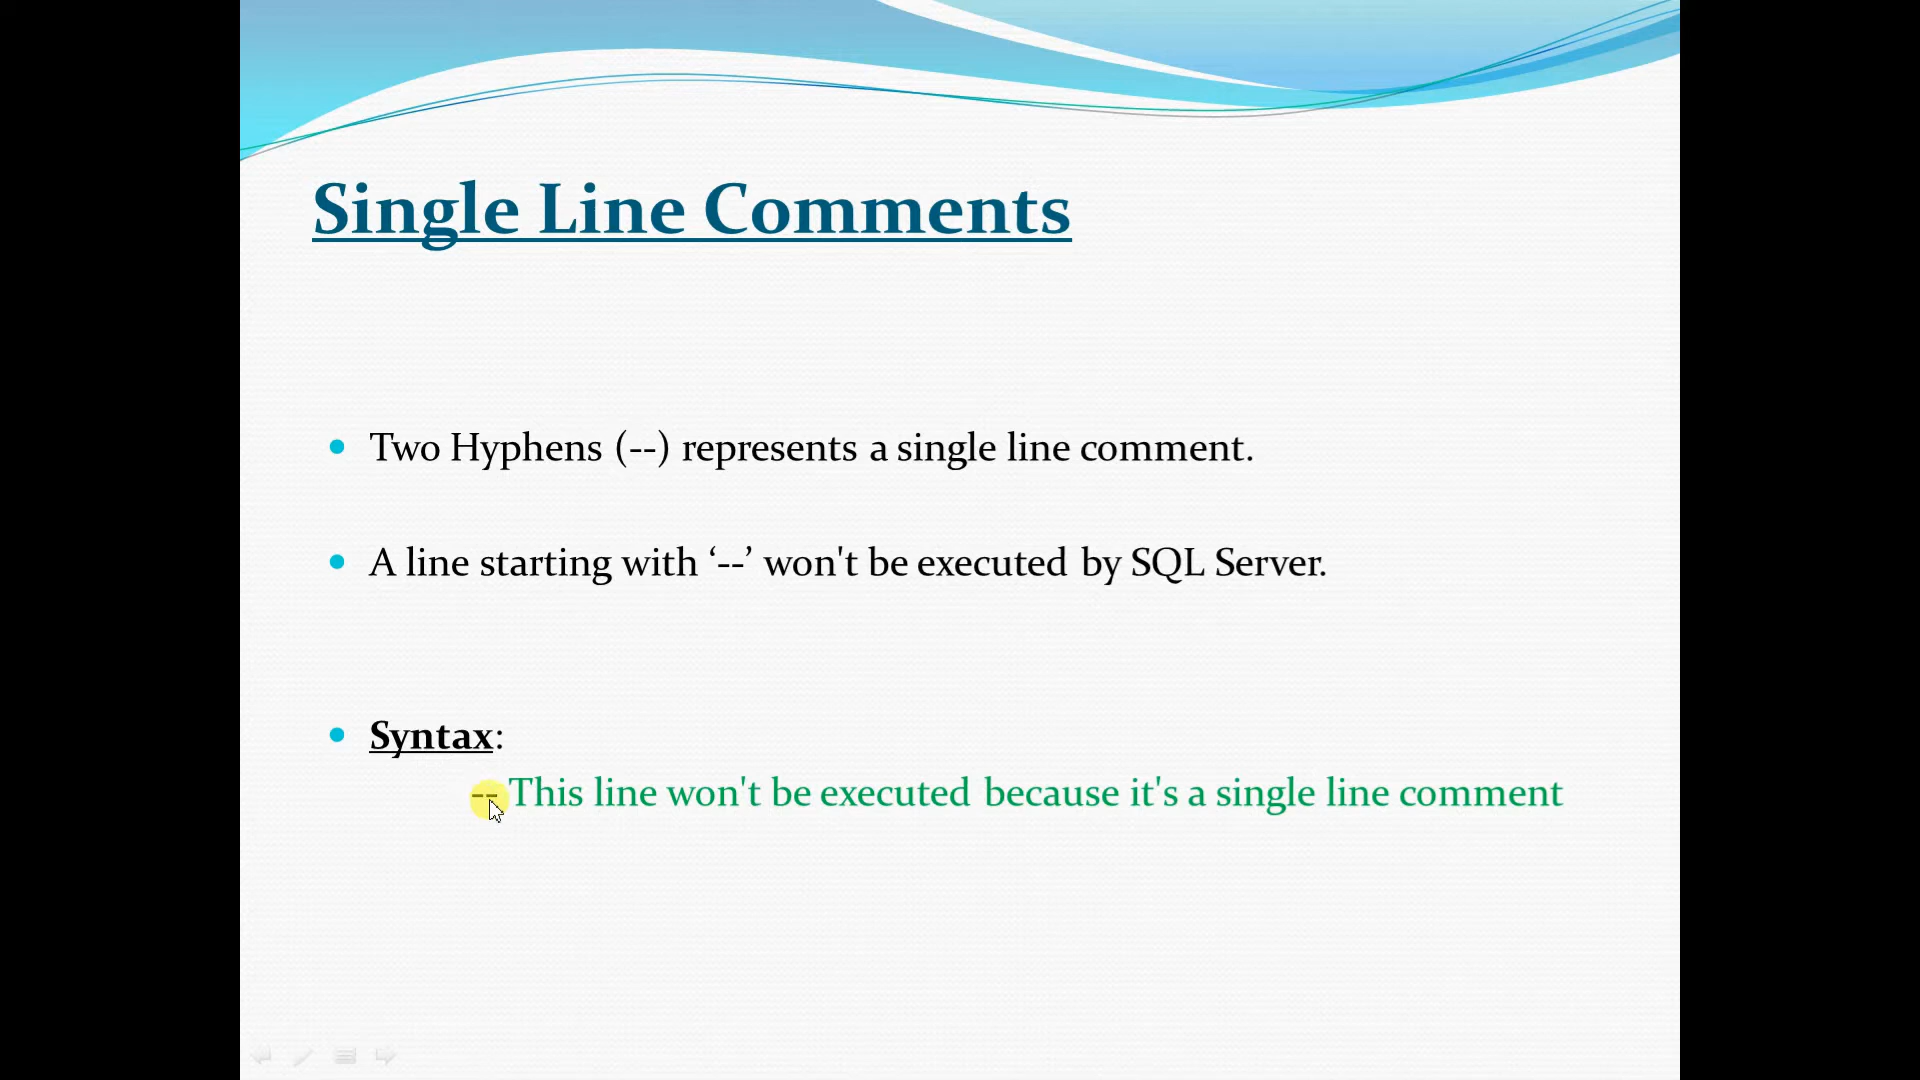 Single Line Comments
Two Hyphens (--) represents a single line comment.
A line starting with ‘--’ won't be executed by SQL Server.
Syntax:
-- This line won't be executed because it's a single line comment